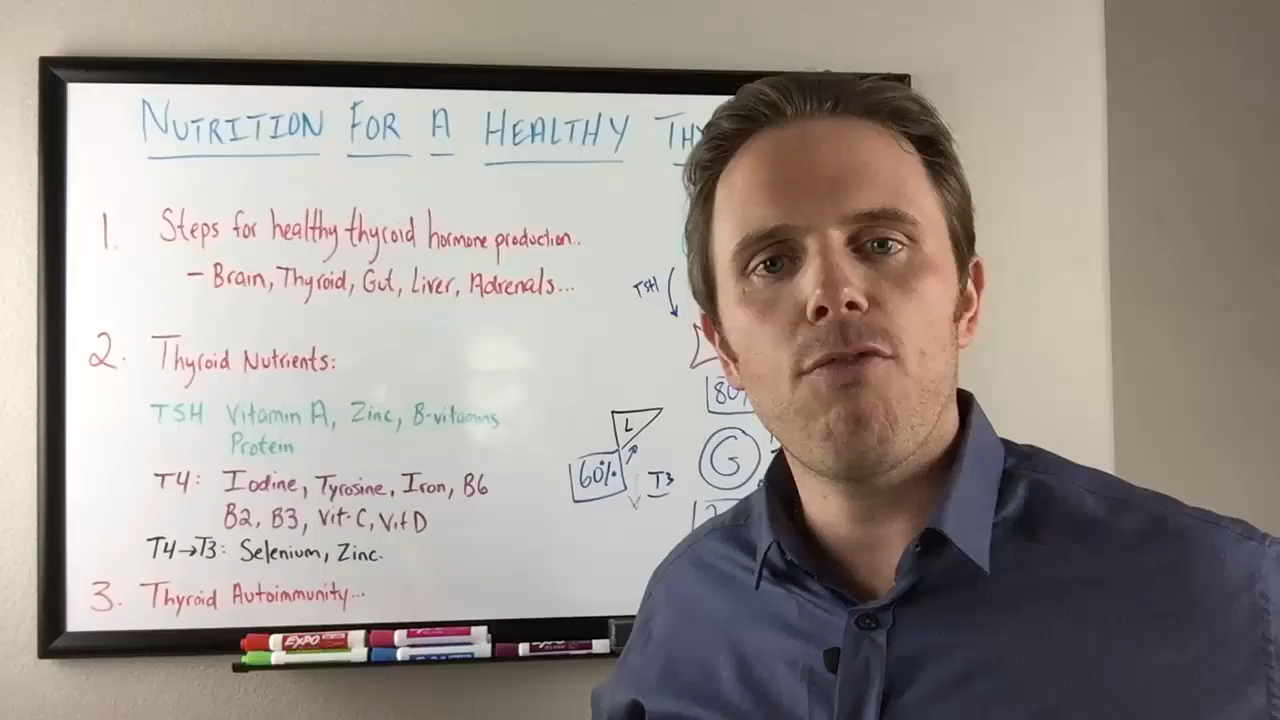 NUTRITION FOR A HEALTHY THY
1. Steps for healthy thyroid hormone production..
- Brain, Thyroid, Gut, Liver, Adrenals...
2. Thyroid Nutrients:
TSH Vitamin A, Zinc, B-vitamins
Protein
T4: Iodine, Tyrosine, Iron, B6
B2, B3, Vit-C, Vit D
T4→T3: Selenium, Zinc.
3. Thyroid Autoimmunity...
TSH
80%
L
60%
T3
G
EXPO